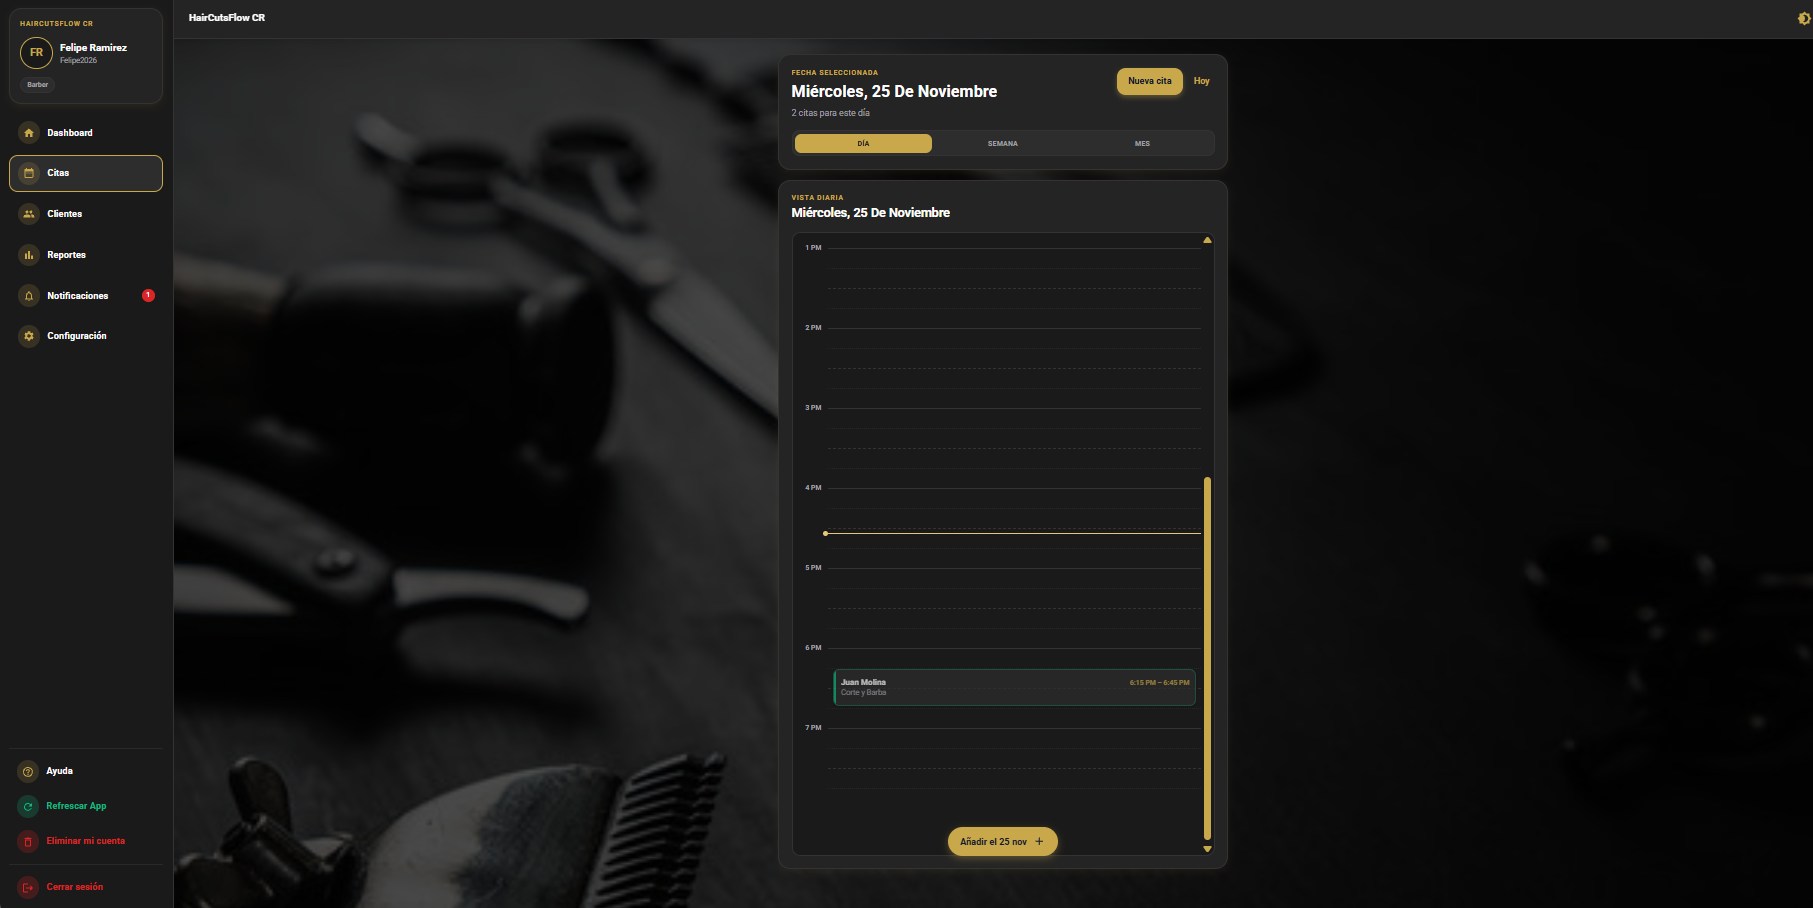 HAIRCUTSFLOW CR
FR
Felipe Ramirez
Felipe2026
Barber
Dashboard
Citas
Clientes
Reportes
Notificaciones
1
Configuración
Ayuda
Refrescar App
Eliminar mi cuenta
Cerrar sesión
HairCutsFlow CR
FECHA SELECCIONADA
Miércoles, 25 De Noviembre
2 citas para este día
Nueva cita
Hoy
DÍA
SEMANA
MES
VISTA DIARIA
Miércoles, 25 De Noviembre
1 PM
2 PM
3 PM
4 PM
5 PM
6 PM
Juan Molina
6:15 PM – 6:45 PM
Corte y Barba
7 PM
Añadir el 25 nov +